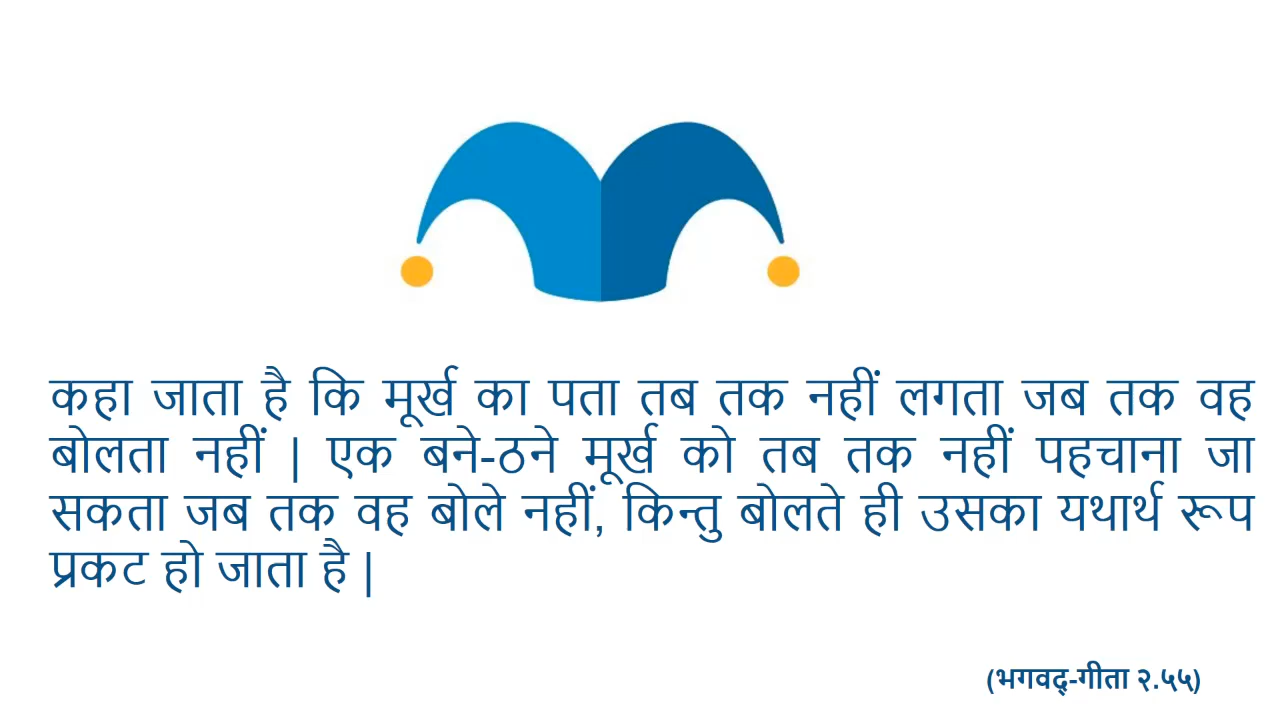 कहा जाता है कि मूर्ख का पता तब तक नहीं लगता जब तक वह
बोलता नहीं | एक बने-ठने मूर्ख को तब तक नहीं पहचाना जा
सकता जब तक वह बोले नहीं, किन्तु बोलते ही उसका यथार्थ रूप
प्रकट हो जाता है |
(भगवद्-गीता २.५५)